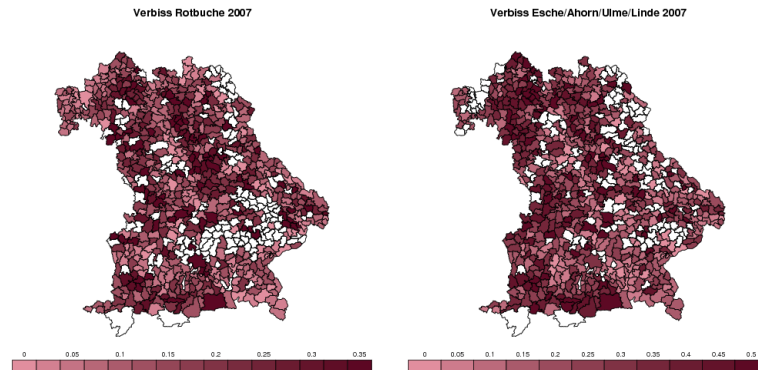 Verbiss Rotbuche 2007
Verbiss Esche/Ahorn/Ulme/Linde 2007
0 0.05 0.1 0.15 0.2 0.25 0.3 0.35
0 0.05 0.1 0.15 0.2 0.25 0.3 0.35 0.4 0.45 0.5